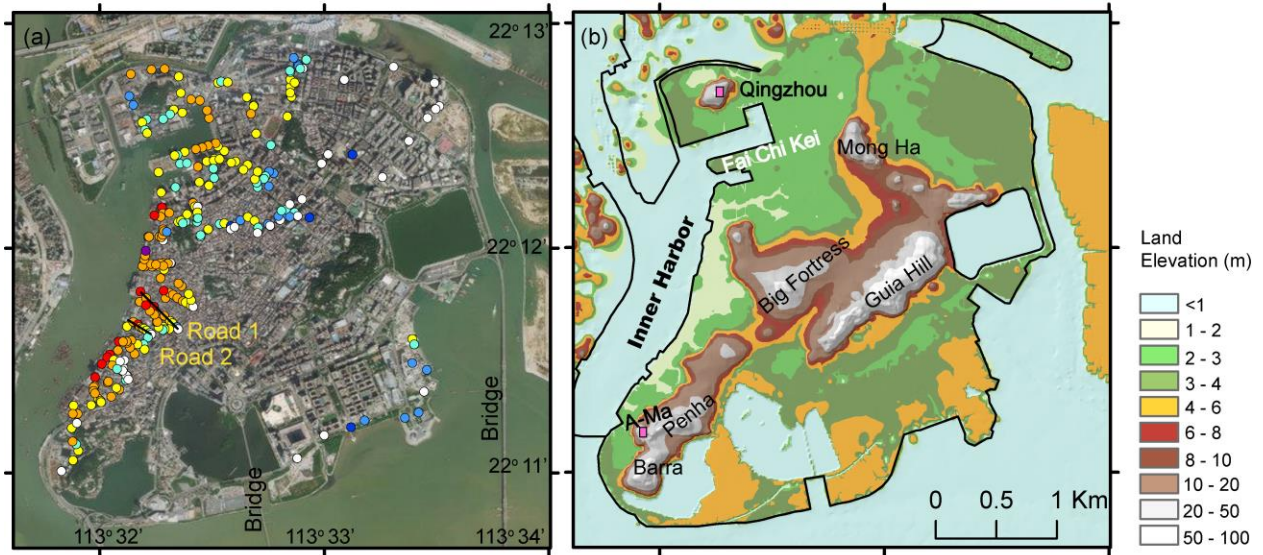 (a)
22° 13’
Road 1
Road 2
22° 12’
Bridge
Bridge
22° 11’
113° 32’
113° 33’
113° 34’
(b)
Qingzhou
Fai Chi Kei
Mong Ha
Inner Harbor
Big Fortress
Guia Hill
A-Ma
Penha
Barra
0 0.5 1 Km
Land
Elevation (m)
<1
1 - 2
2 - 3
3 - 4
4 - 6
6 - 8
8 - 10
10 - 20
20 - 50
50 - 100